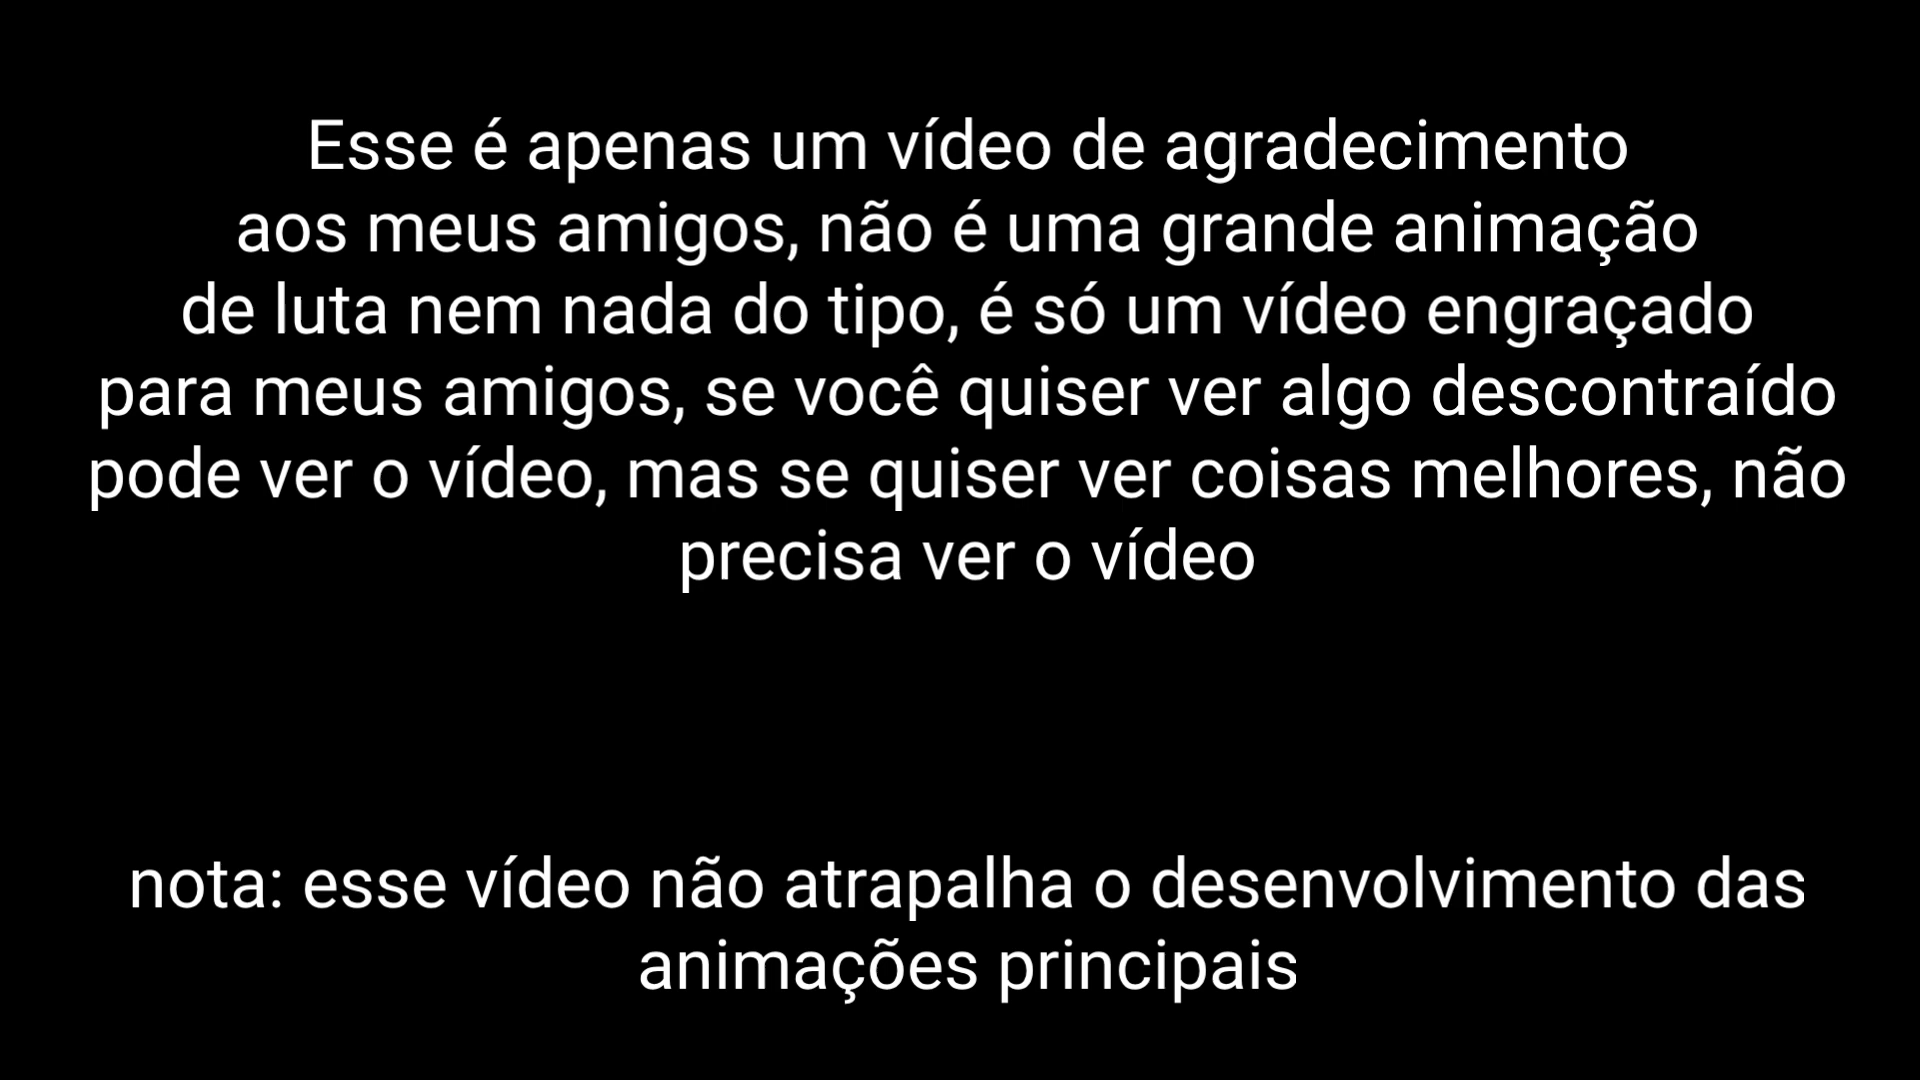 Esse é apenas um vídeo de agradecimento
aos meus amigos, não é uma grande animação
de luta nem nada do tipo, é só um vídeo engraçado
para meus amigos, se você quiser ver algo descontraído
pode ver o vídeo, mas se quiser ver coisas melhores, não
precisa ver o vídeo
nota: esse vídeo não atrapalha o desenvolvimento das
animações principais